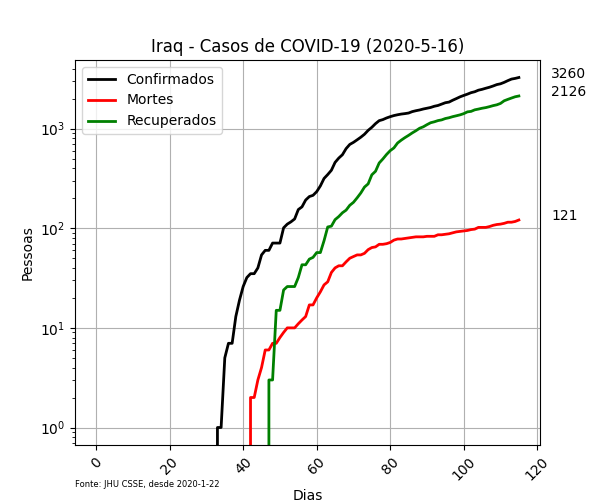 Iraq - Casos de COVID-19 (2020-5-16)
Confirmados
Mortes
Recuperados
3260
2126
121
Pessoas
10³
10²
10¹
10⁰
0 20 40 60 80 100 120
Fonte: JHU CSSE, desde 2020-1-22
Dias